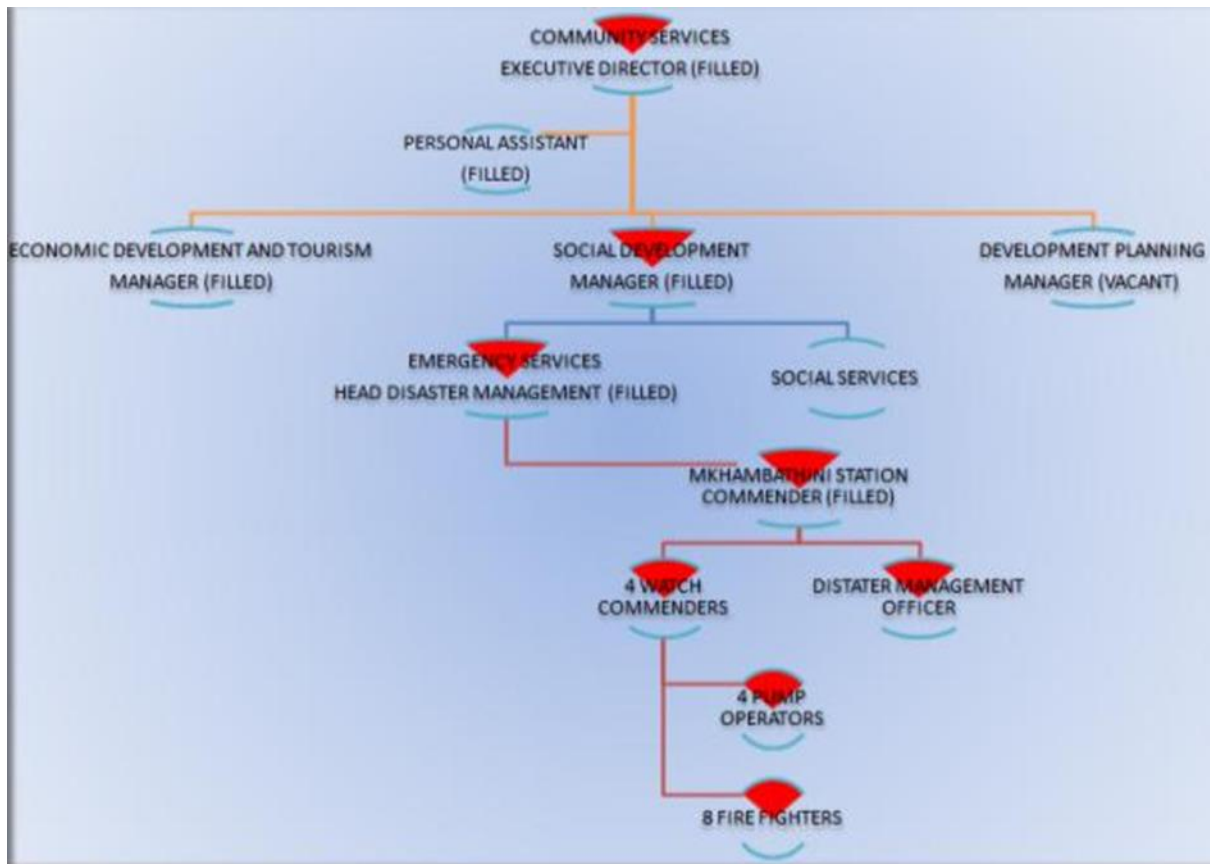 COMMUNITY SERVICES
EXECUTIVE DIRECTOR (FILLED)
PERSONAL ASSISTANT
(FILLED)
ECONOMIC DEVELOPMENT AND TOURISM
MANAGER (FILLED)
SOCIAL DEVELOPMENT
MANAGER (FILLED)
DEVELOPMENT PLANNING
MANAGER (VACANT)
EMERGENCY SERVICES
HEAD DISASTER MANAGEMENT (FILLED)
SOCIAL SERVICES
MKHAMBATHINI STATION
COMMENDER (FILLED)
4 WATCH
COMMENDERS
DISTATER MANAGEMENT
OFFICER
4 PUMP
OPERATORS
8 FIRE FIGHTERS